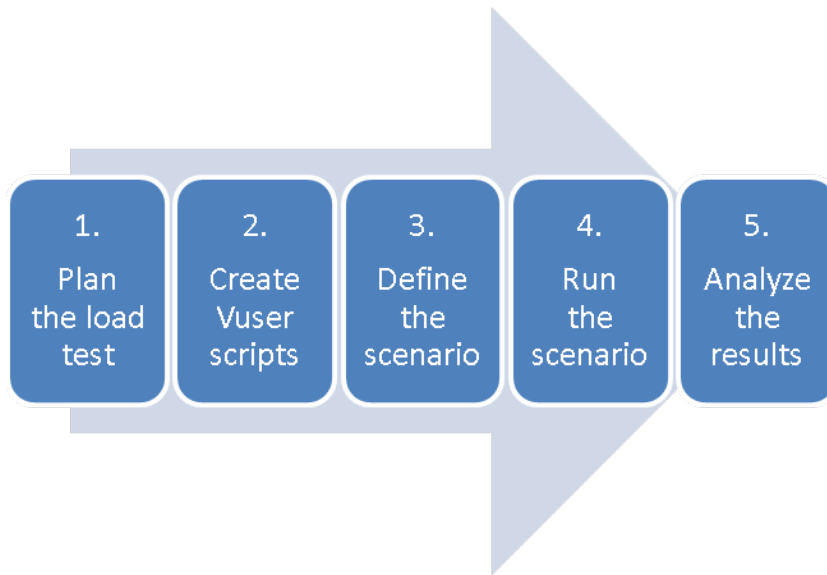 1.
Plan
the load
test
2.
Create
Vuser
scripts
3.
Define
the
scenario
4.
Run
the
scenario
5.
Analyze
the
results